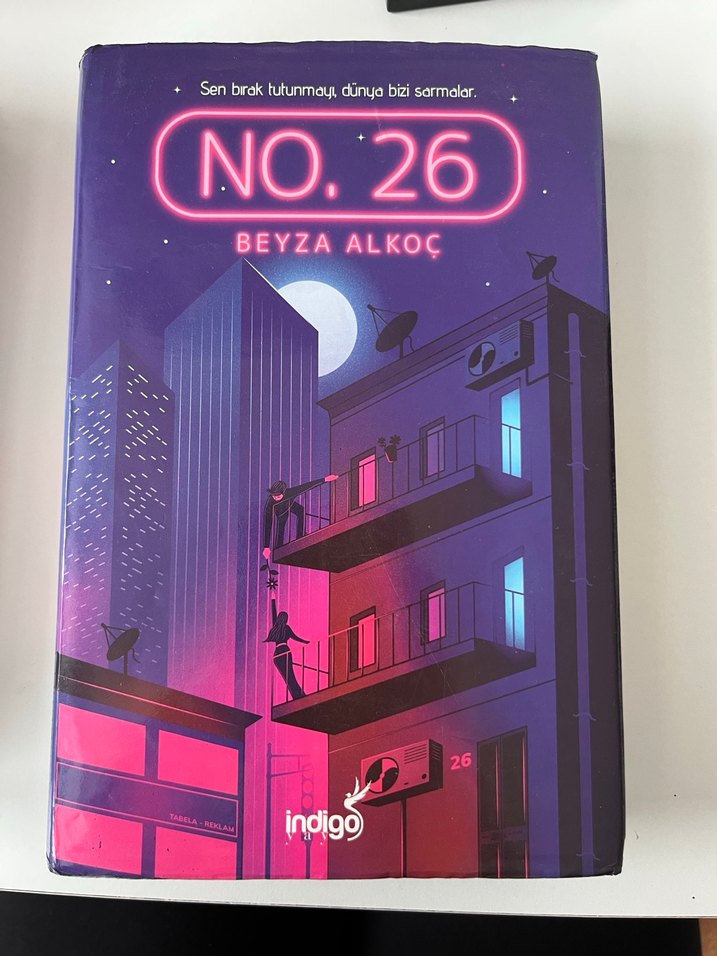 Sen bırak tutunmayı, dünya bizi sarmalar.
NO. 26
BEYZA ALKOÇ
26
TABELA - REKLAM
indigo